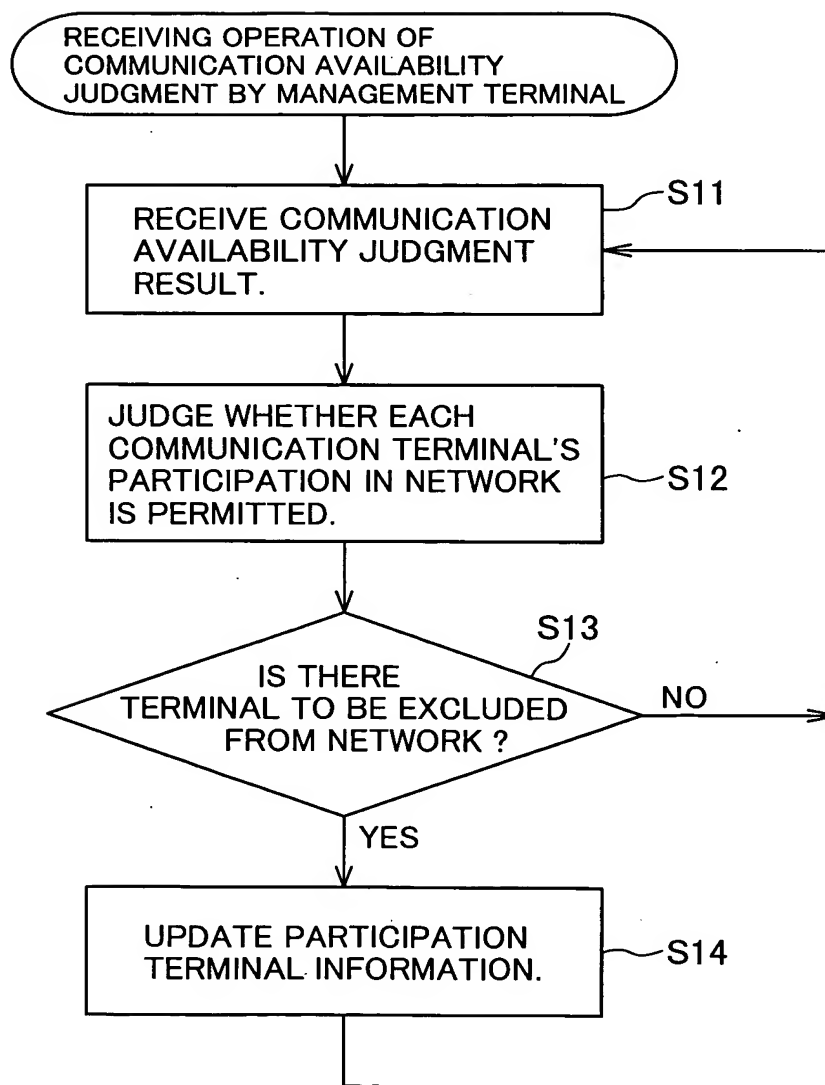 RECEIVING OPERATION OF
COMMUNICATION AVAILABILITY
JUDGMENT BY MANAGEMENT TERMINAL
S11
RECEIVE COMMUNICATION
AVAILABILITY JUDGMENT
RESULT.
JUDGE WHETHER EACH
COMMUNICATION TERMINAL'S
PARTICIPATION IN NETWORK
IS PERMITTED.
S12
S13
IS THERE
TERMINAL TO BE EXCLUDED
FROM NETWORK ?
NO
YES
UPDATE PARTICIPATION
TERMINAL INFORMATION.
S14